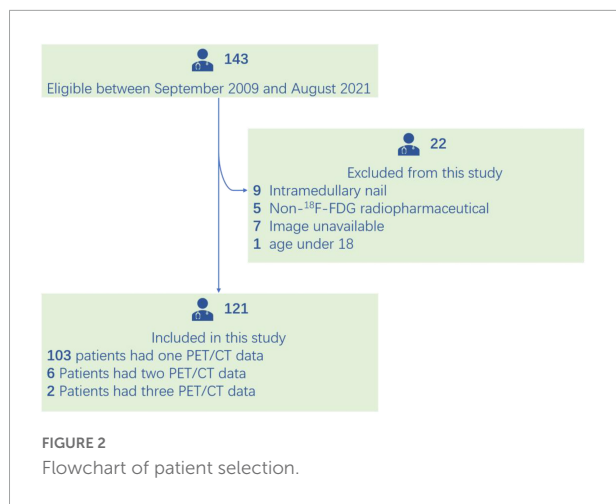 143
Eligible between September 2009 and August 2021
22
Excluded from this study
9 Intramedullary nail
5 Non-¹⁸F-FDG radiopharmaceutical
7 Image unavailable
1 age under 18
121
Included in this study
103 patients had one PET/CT data
6 Patients had two PET/CT data
2 Patients had three PET/CT data
FIGURE 2
Flowchart of patient selection.